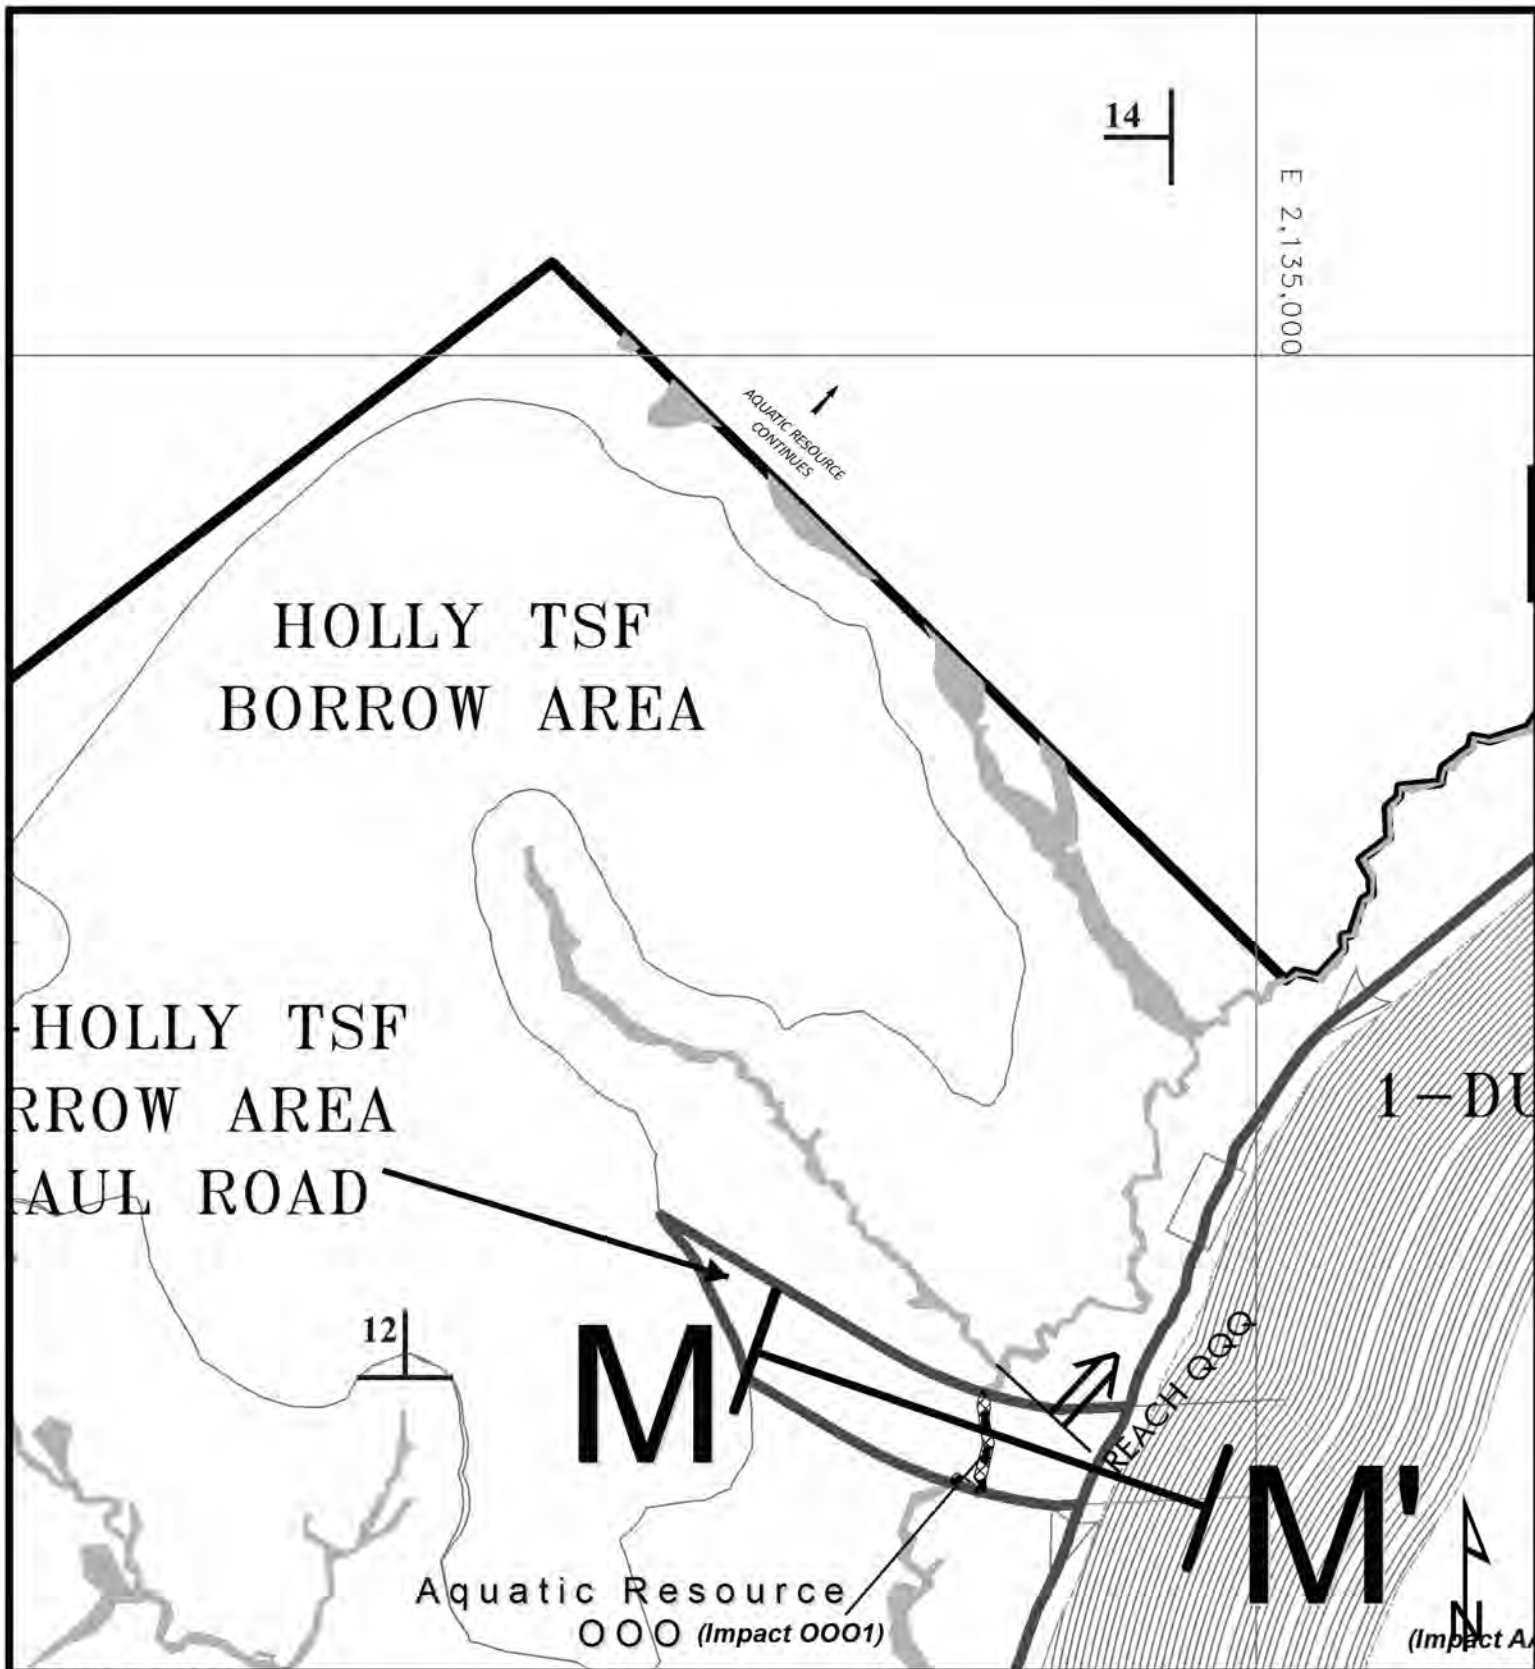 14
E 2,135,000
AQUATIC RESOURCE
CONTINUES
HOLLY TSF
BORROW AREA
-HOLLY TSF
RROW AREA
HAUL ROAD
1-DU
12
M
REACH QQQ
M'
Aquatic Resource
OOO (Impact OOO1)
N
(Impact A